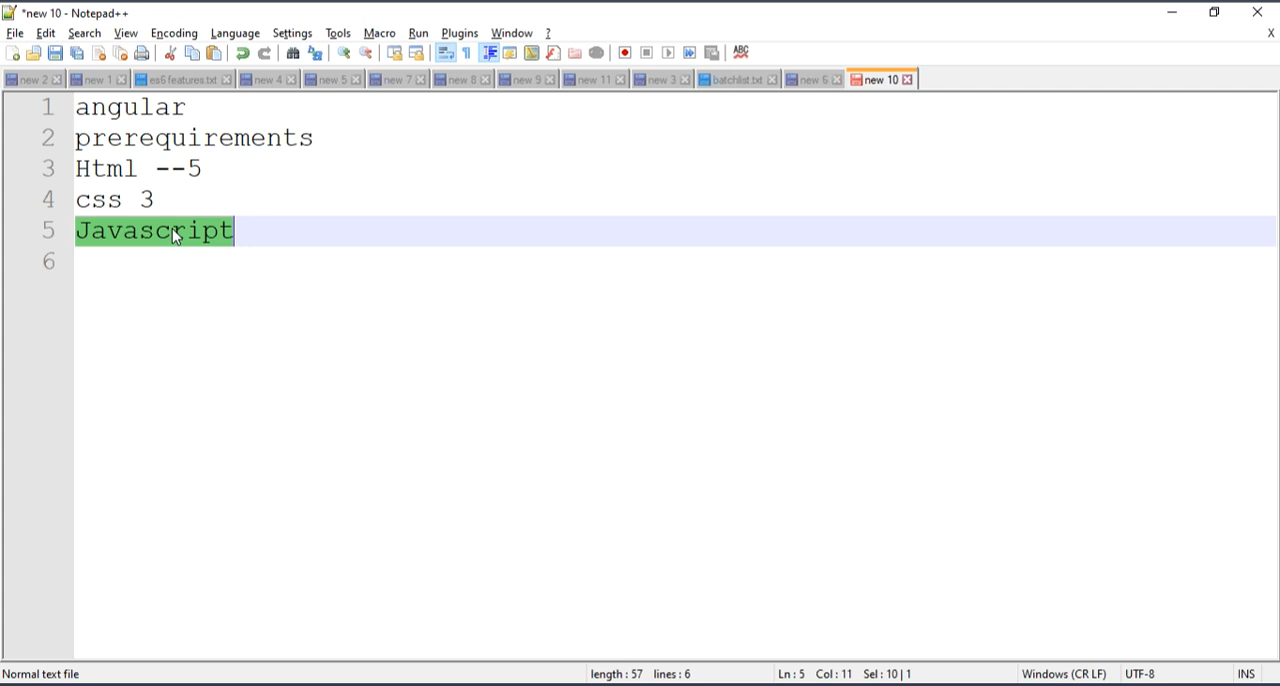 *new 10 - Notepad++
File Edit Search View Encoding Language Settings Tools Macro Run Plugins Window ? X
ABC
new 2 new 1 es6 features.txt new 4 new 5 new 7 new 8 new 9 new 11 new 3 batchlist.txt new 6 new 10
1 angular
2 prerequirements
3 Html --5
4 css 3
5 Javascript
6
Normal text file length : 57 lines : 6 Ln : 5 Col : 11 Sel : 10 | 1 Windows (CR LF) UTF-8 INS